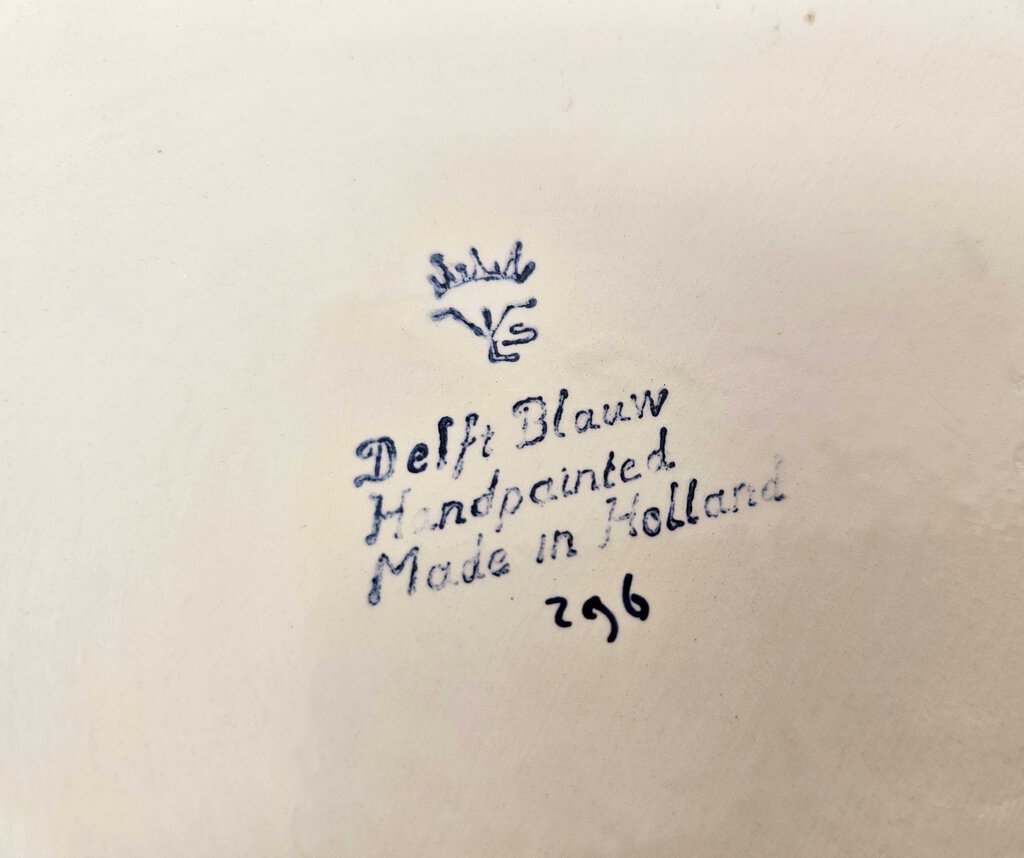 Delft Blauw
Handpainted
Made in Holland
296